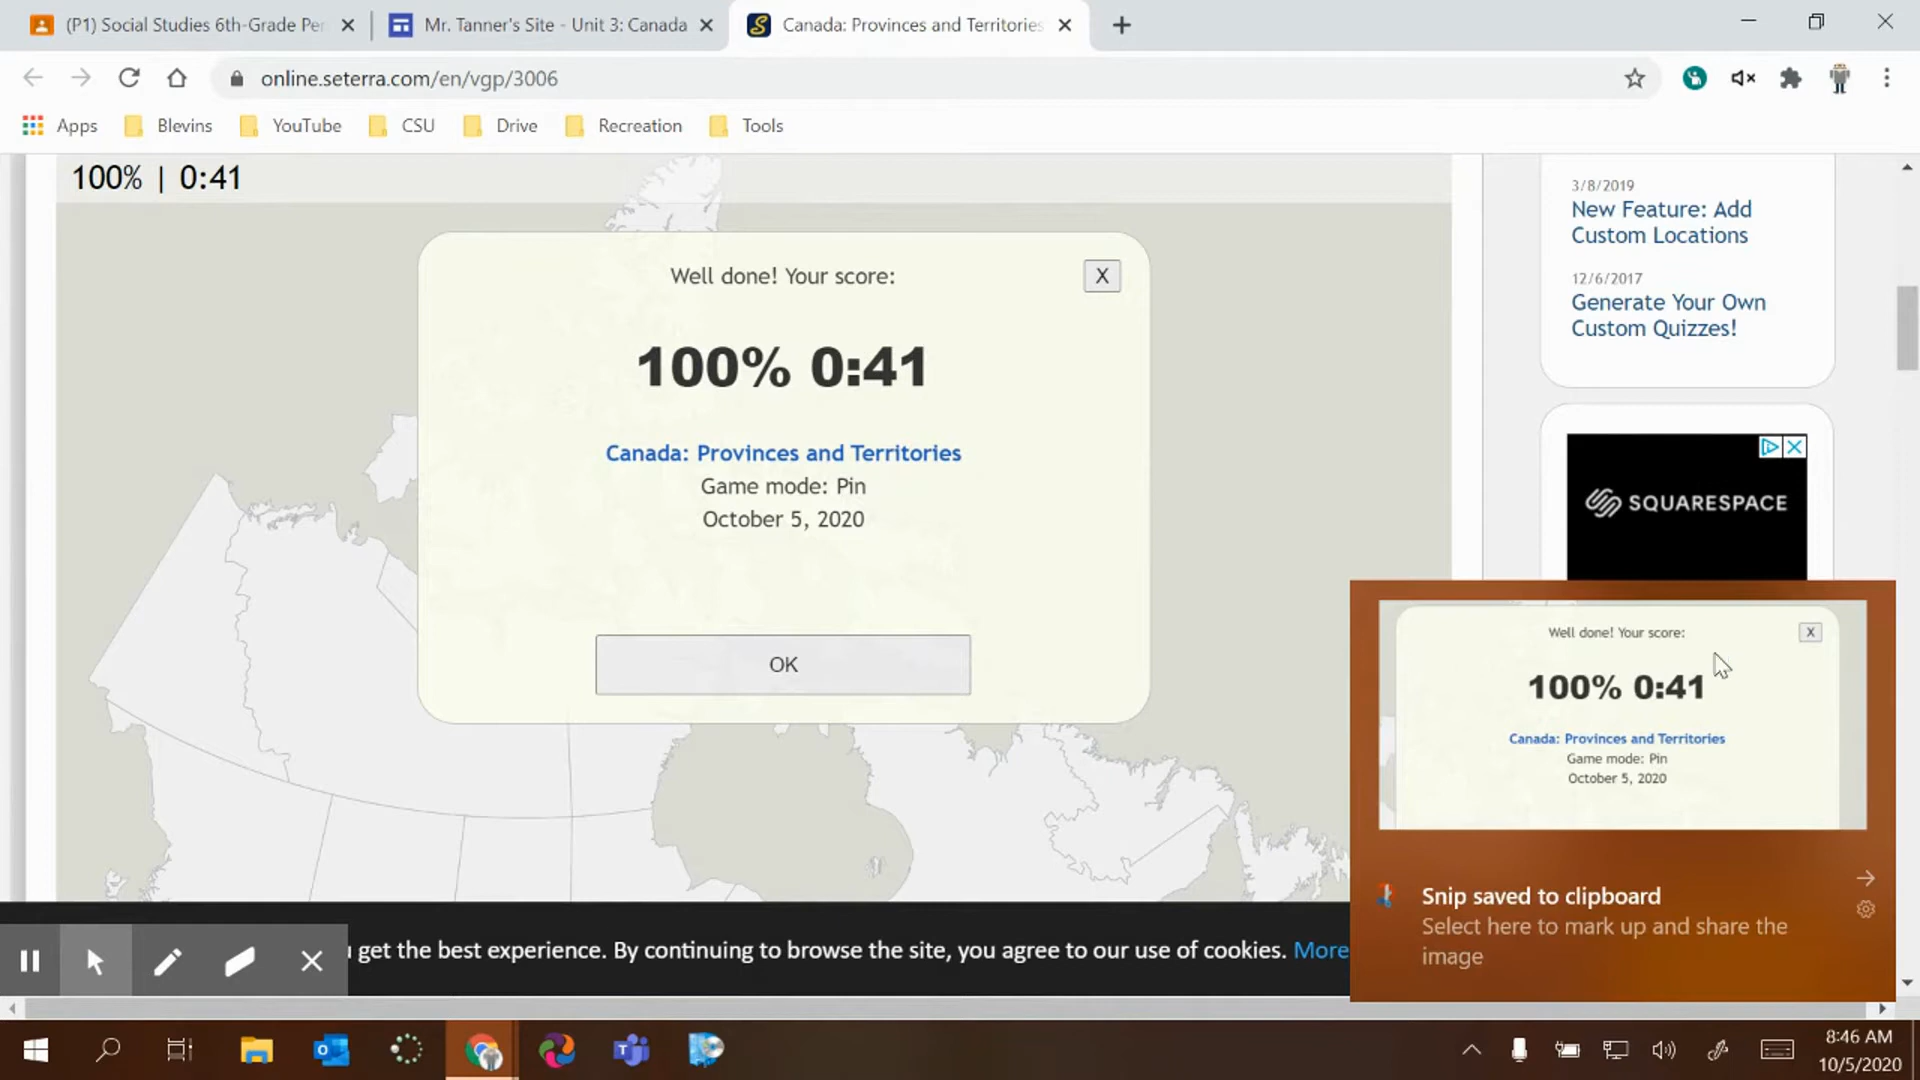 (P1) Social Studies 6th-Grade Per
Mr. Tanner's Site - Unit 3: Canada
Canada: Provinces and Territories
online.seterra.com/en/vgp/3006
Apps
Blevins
YouTube
CSU
Drive
Recreation
Tools
100% | 0:41
Well done! Your score:
X
100% 0:41
Canada: Provinces and Territories
Game mode: Pin
October 5, 2020
OK
3/8/2019
New Feature: Add
Custom Locations
12/6/2017
Generate Your Own
Custom Quizzes!
SQUARESPACE
Well done! Your score:
X
100% 0:41
Canada: Provinces and Territories
Game mode: Pin
October 5, 2020
Snip saved to clipboard
Select here to mark up and share the
image
get the best experience. By continuing to browse the site, you agree to our use of cookies. More
8:46 AM
10/5/2020